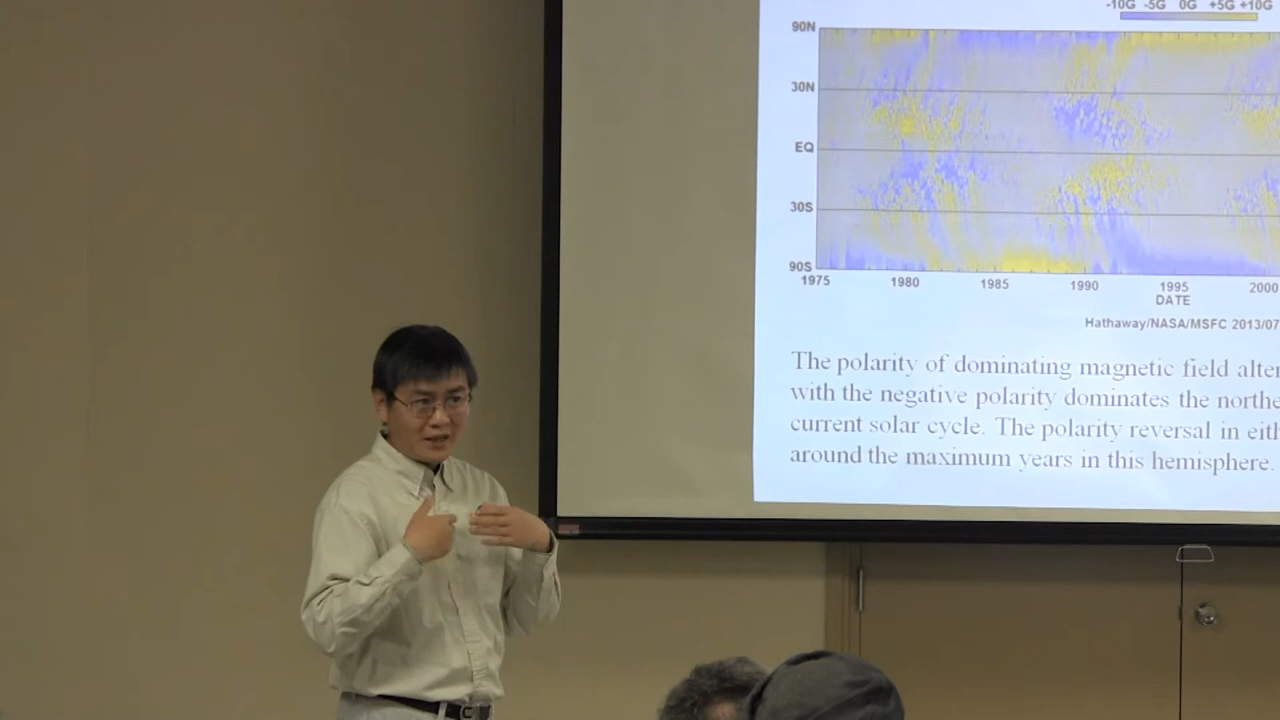 -10G -5G 0G +5G +10G
90N
30N
EQ
30S
90S
1975 1980 1985 1990 1995 2000
DATE
Hathaway/NASA/MSFC 2013/07
The polarity of dominating magnetic field alter
with the negative polarity dominates the northe
current solar cycle. The polarity reversal in eith
around the maximum years in this hemisphere.